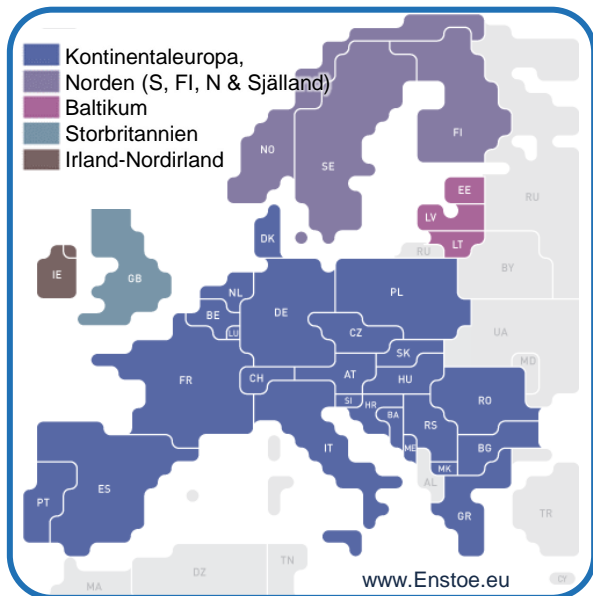 Kontinentaleuropa,
Norden (S, FI, N & Själland)
Baltikum
Storbritannien
Irland-Nordirland
NO
SE
FI
RU
EE
LV
LT
RU
BY
DK
IE
GB
NL
BE
LU
DE
PL
CZ
SK
UA
MD
FR
CH
AT
HU
SI
HR
BA
RS
RO
IT
ME
MK
BG
AL
PT
ES
GR
TR
MA
DZ
TN
CY
www.Enstoe.eu